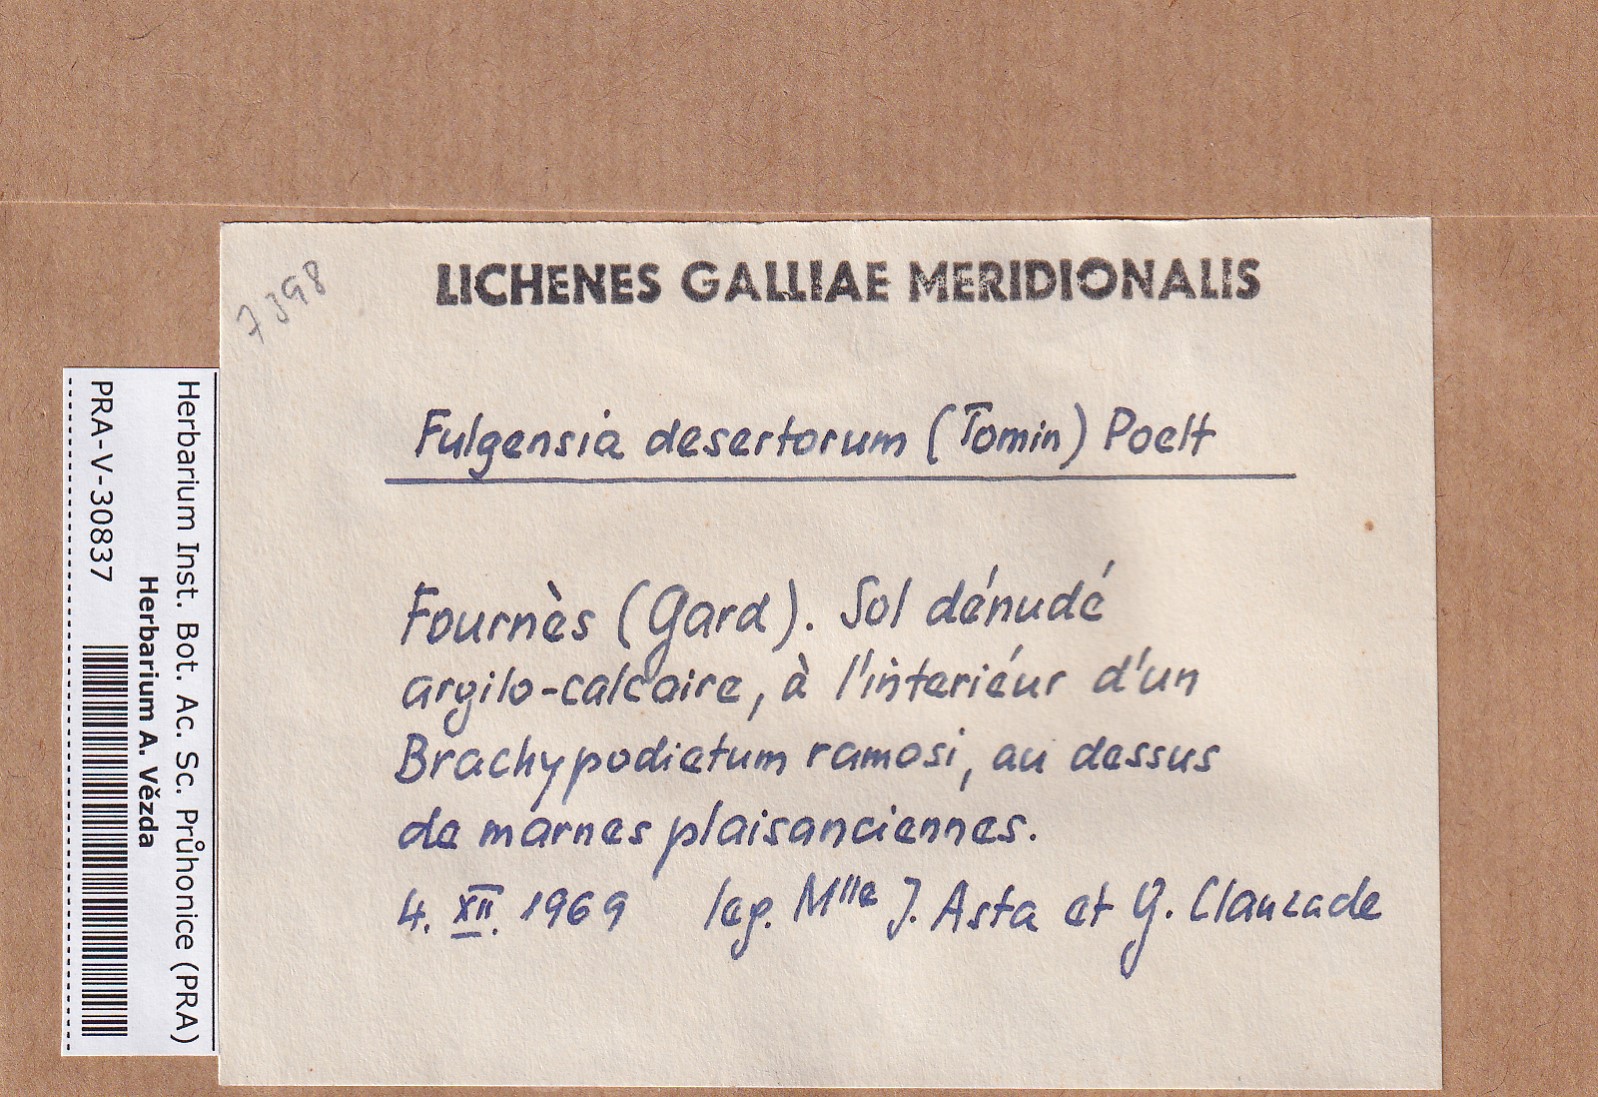 7398
LICHENES GALLIAE MERIDIONALIS
Fulgensia desertorum (Tomin) Poelt
Fournès (Gard). Sol dénudé
argilo-calcaire, à l'interiéur d'un
Brachypodietum ramosi, au dessus
de marnes plaisanciennes.
4. XII. 1969 leg. Mlle J. Asta et G. Clauzade
Herbarium Inst. Bot. Ac. Sc. Průhonice (PRA)
Herbarium A. Vězda
PRA-V-30837